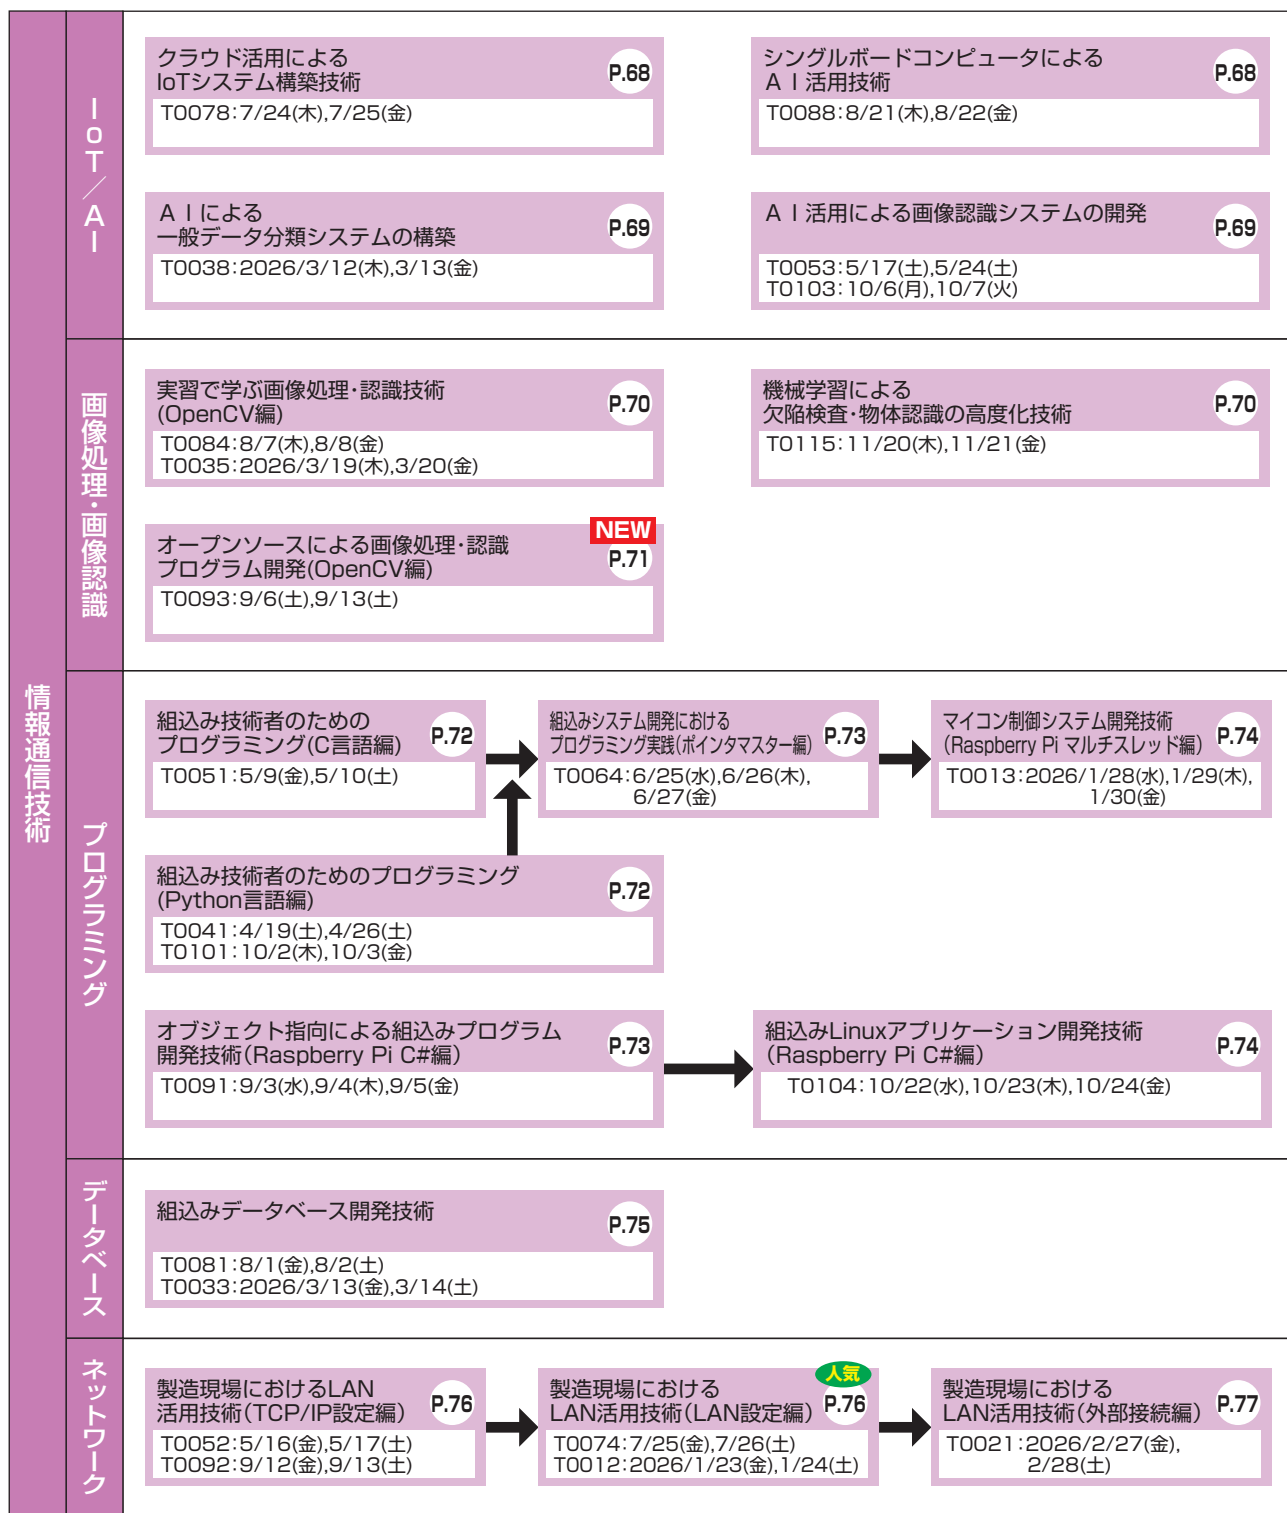 情報通信技術
IoT／AI
クラウド活用による
IoTシステム構築技術
P.68
T0078：7/24(木),7/25(金)
シングルボードコンピュータによる
ＡＩ活用技術
P.68
T0088：8/21(木),8/22(金)
ＡＩによる
一般データ分類システムの構築
P.69
T0038：2026/3/12(木),3/13(金)
ＡＩ活用による画像認識システムの開発
P.69
T0053：5/17(土),5/24(土)
T0103：10/6(月),10/7(火)
画像処理・画像認識
実習で学ぶ画像処理・認識技術
(OpenCV編)
P.70
T0084：8/7(木),8/8(金)
T0035：2026/3/19(木),3/20(金)
機械学習による
欠陥検査・物体認識の高度化技術
P.70
T0115：11/20(木),11/21(金)
NEW
オープンソースによる画像処理・認識
プログラム開発(OpenCV編)
P.71
T0093：9/6(土),9/13(土)
プログラミング
組込み技術者のための
プログラミング(C言語編)
P.72
T0051：5/9(金),5/10(土)
組込みシステム開発における
プログラミング実践(ポインタマスター編)
P.73
T0064：6/25(水),6/26(木),
6/27(金)
マイコン制御システム開発技術
(Raspberry Pi マルチスレッド編)
P.74
T0013：2026/1/28(水),1/29(木),
1/30(金)
組込み技術者のためのプログラミング
(Python言語編)
P.72
T0041：4/19(土),4/26(土)
T0101：10/2(木),10/3(金)
オブジェクト指向による組込みプログラム
開発技術(Raspberry Pi C#編)
P.73
T0091：9/3(水),9/4(木),9/5(金)
組込みLinuxアプリケーション開発技術
(Raspberry Pi C#編)
P.74
T0104：10/22(水),10/23(木),10/24(金)
データベース
組込みデータベース開発技術
P.75
T0081：8/1(金),8/2(土)
T0033：2026/3/13(金),3/14(土)
ネットワーク
製造現場におけるLAN
活用技術(TCP/IP設定編)
P.76
T0052：5/16(金),5/17(土)
T0092：9/12(金),9/13(土)
人気
製造現場における
LAN活用技術(LAN設定編)
P.76
T0074：7/25(金),7/26(土)
T0012：2026/1/23(金),1/24(土)
製造現場における
LAN活用技術(外部接続編)
P.77
T0021：2026/2/27(金),
2/28(土)